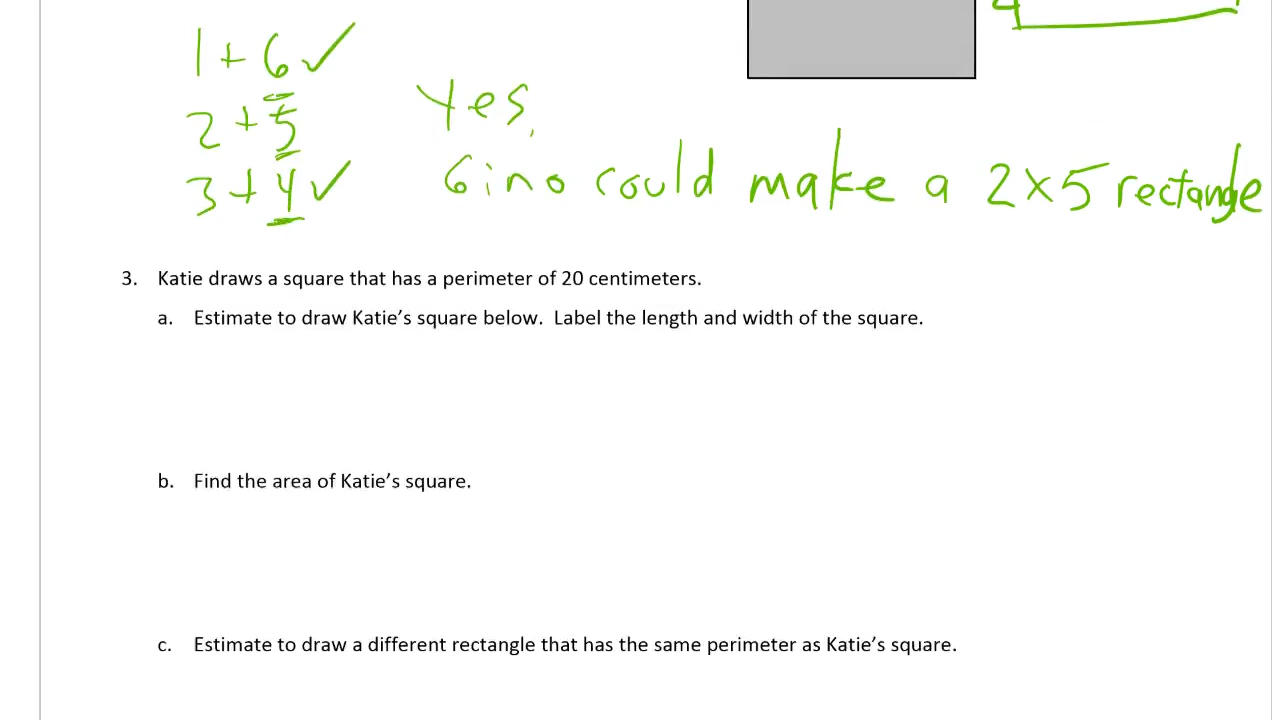 1 + 6 ✓
2 + 5
3 + 4 ✓
Yes,
Gino could make a 2 x 5 rectangle
3. Katie draws a square that has a perimeter of 20 centimeters.
a. Estimate to draw Katie's square below. Label the length and width of the square.
b. Find the area of Katie's square.
c. Estimate to draw a different rectangle that has the same perimeter as Katie's square.